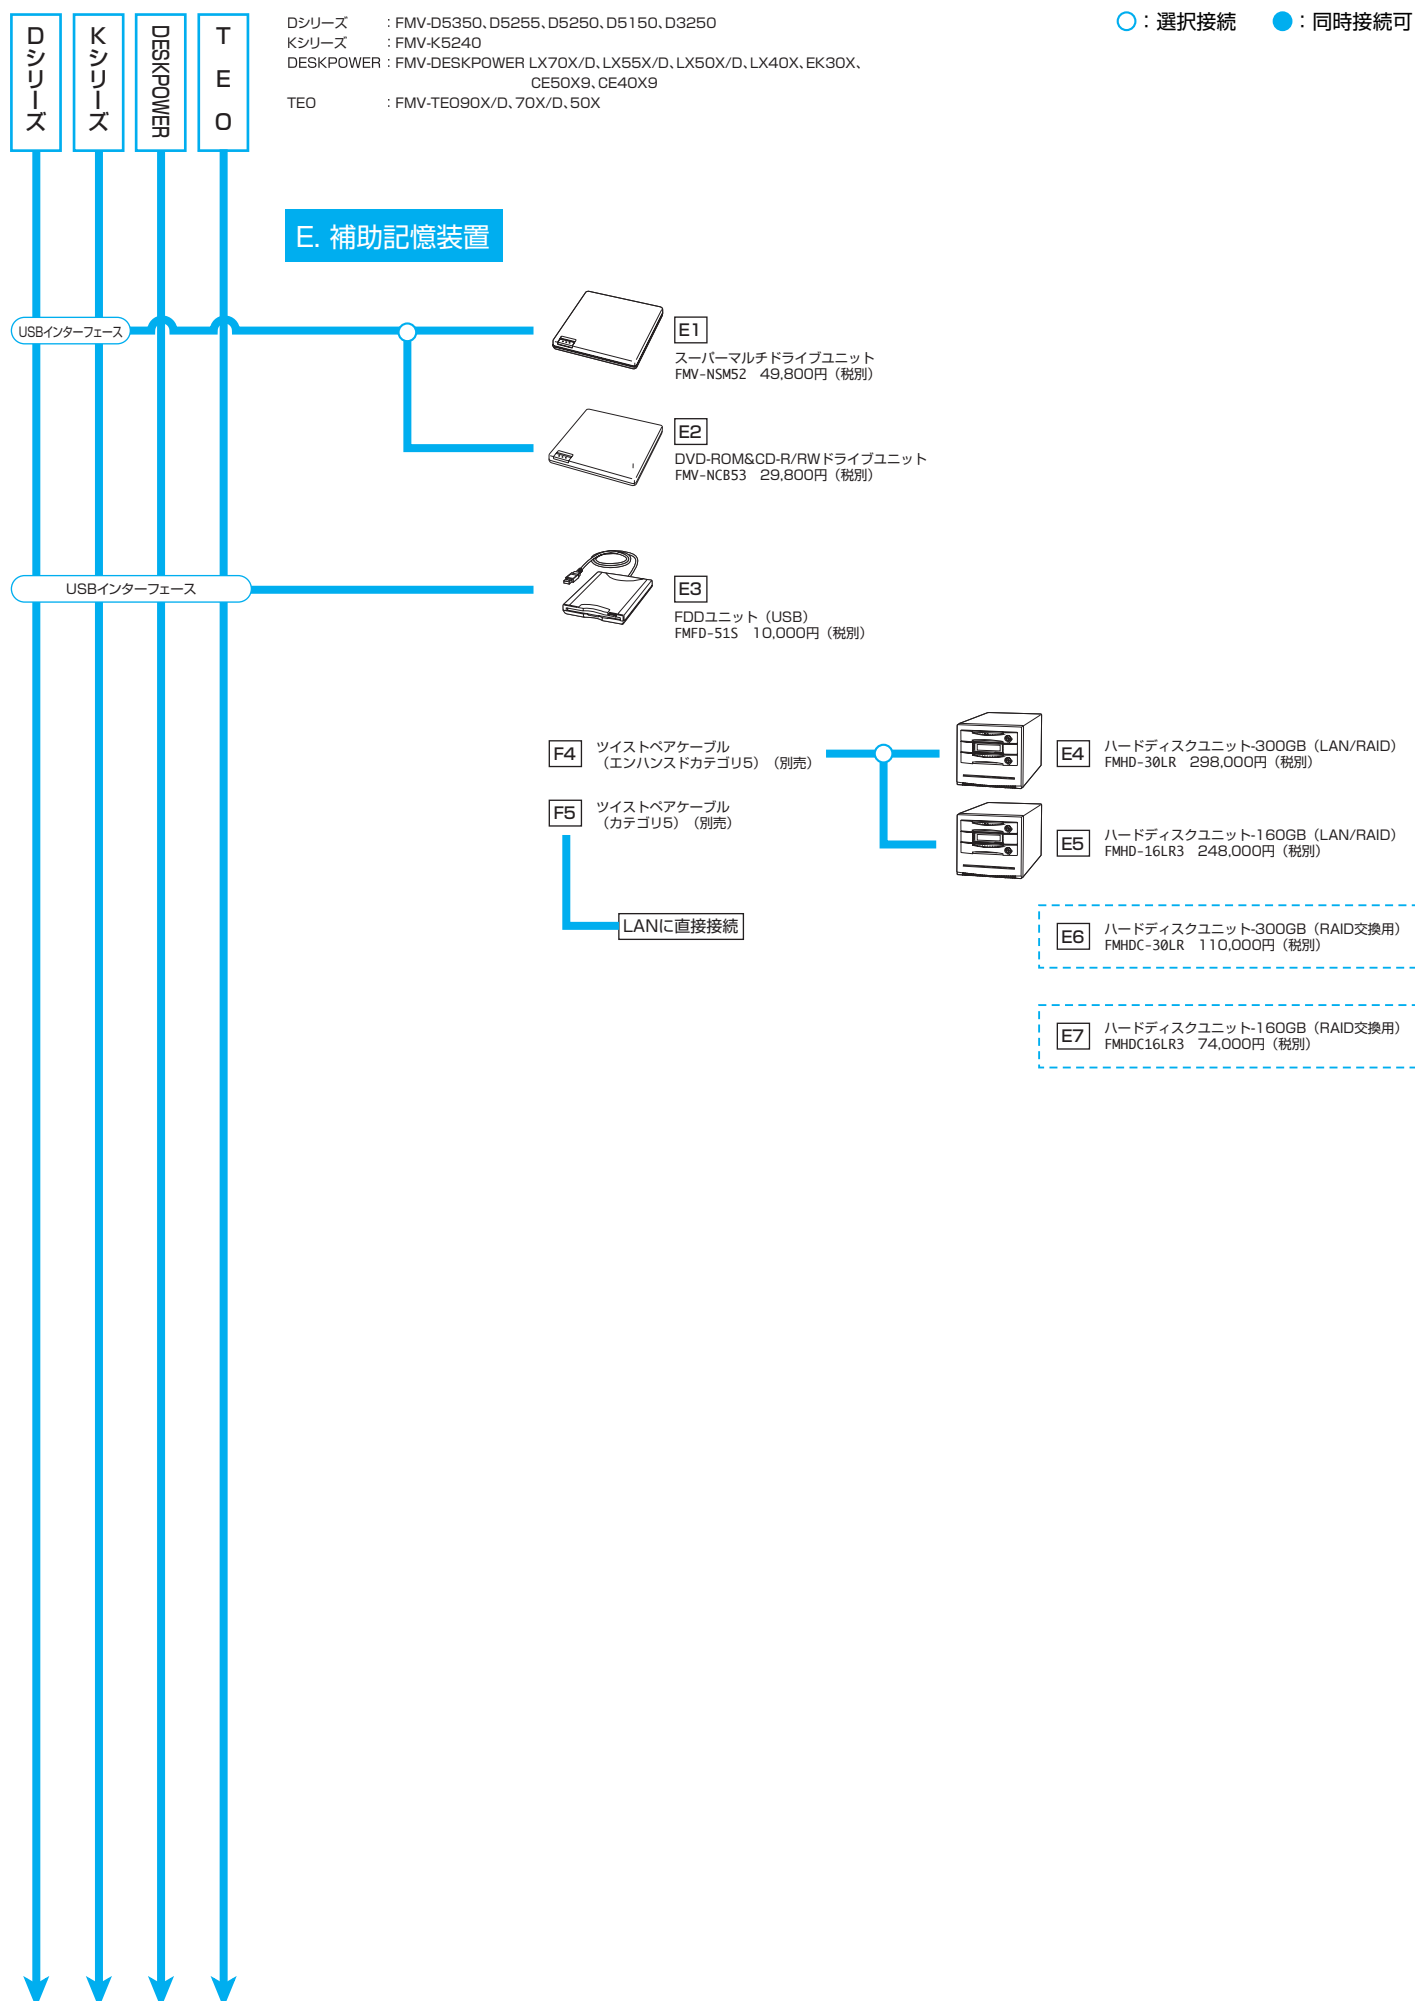 Dシリーズ
Kシリーズ
DESKPOWER
TEO
Dシリーズ : FMV-D5350、D5255、D5250、D5150、D3250
Kシリーズ : FMV-K5240
DESKPOWER : FMV-DESKPOWER LX70X/D、LX55X/D、LX50X/D、LX40X、EK30X、
CE50X9、CE40X9
TEO : FMV-TEO90X/D、70X/D、50X
○ : 選択接続 ● : 同時接続可
E. 補助記憶装置
USBインターフェース
E1
スーパーマルチドライブユニット
FMV-NSM52 49,800円（税別）
E2
DVD-ROM&CD-R/RWドライブユニット
FMV-NCB53 29,800円（税別）
USBインターフェース
E3
FDDユニット（USB）
FMFD-51S 10,000円（税別）
F4 ツイストペアケーブル
（エンハンスドカテゴリ5）（別売）
E4 ハードディスクユニット-300GB（LAN/RAID）
FMHD-30LR 298,000円（税別）
F5 ツイストペアケーブル
（カテゴリ5）（別売）
E5 ハードディスクユニット-160GB（LAN/RAID）
FMHD-16LR3 248,000円（税別）
LANに直接接続
E6 ハードディスクユニット-300GB（RAID交換用）
FMHDC-30LR 110,000円（税別）
E7 ハードディスクユニット-160GB（RAID交換用）
FMHDC16LR3 74,000円（税別）